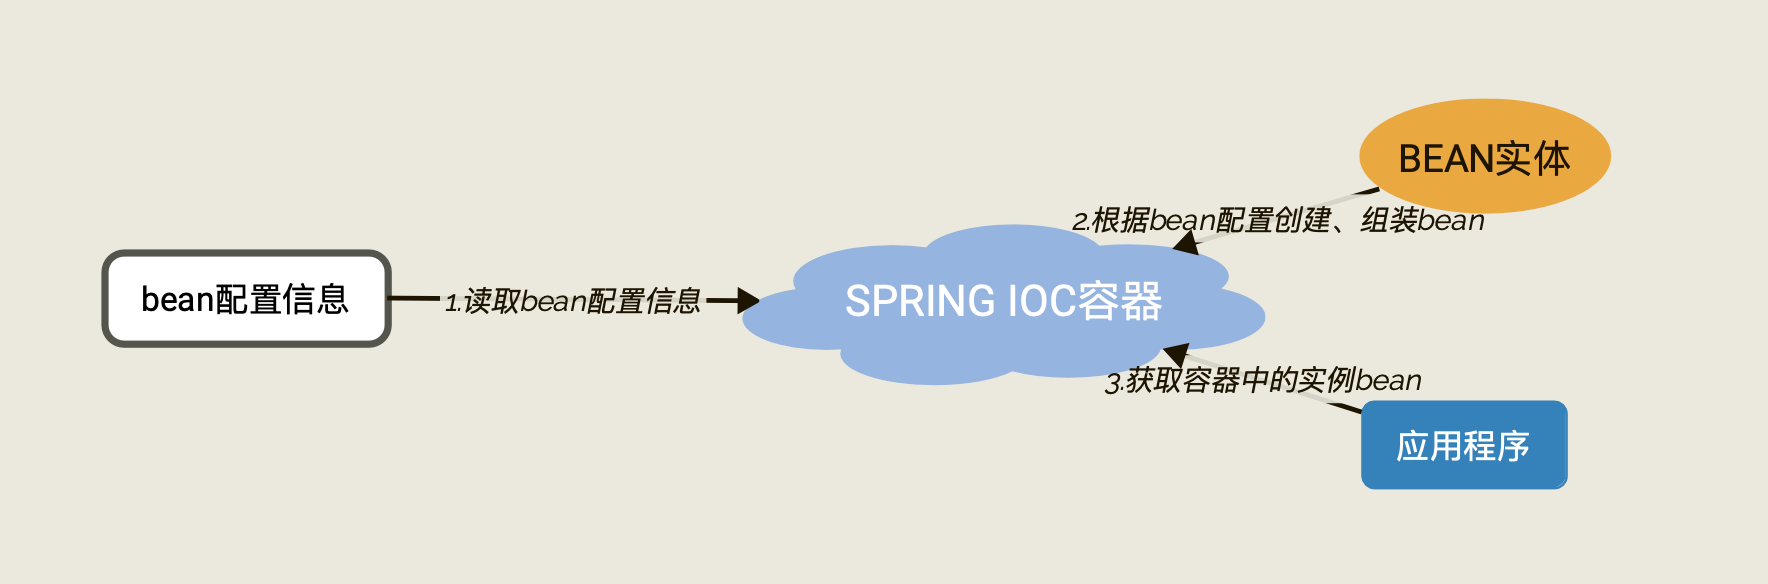 BEAN实体
2.根据bean配置创建、组装bean
bean配置信息
1.读取bean配置信息
SPRING IOC容器
3.获取容器中的实例bean
应用程序